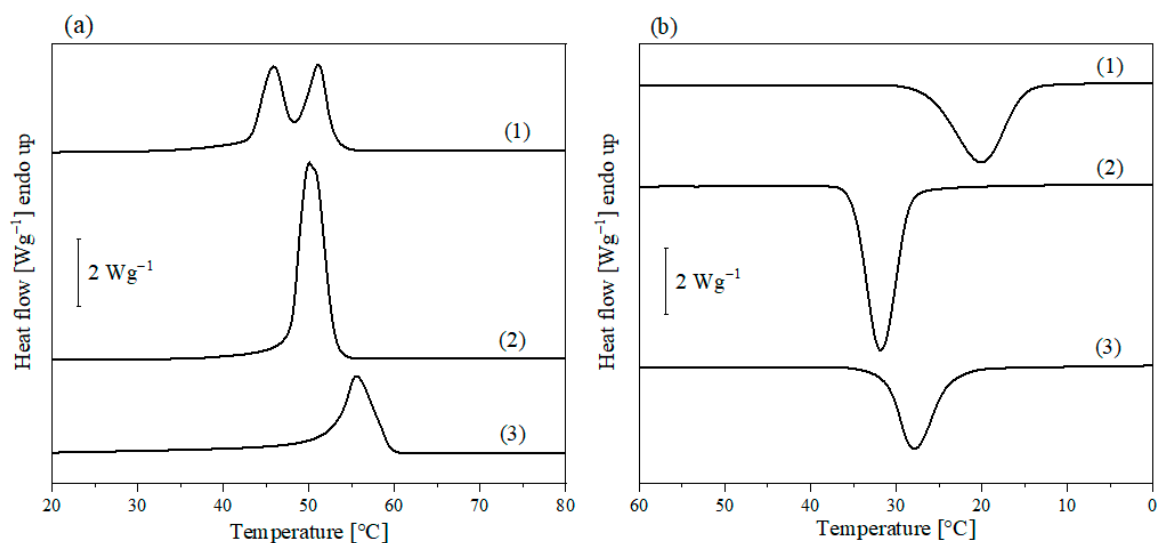 (a)
Heat flow [Wg⁻¹] endo up
(1)
2 Wg⁻¹
(2)
(3)
20 30 40 50 60 70 80
Temperature [°C]
(b)
Heat flow [Wg⁻¹] endo up
(1)
(2)
2 Wg⁻¹
(3)
60 50 40 30 20 10 0
Temperature [°C]